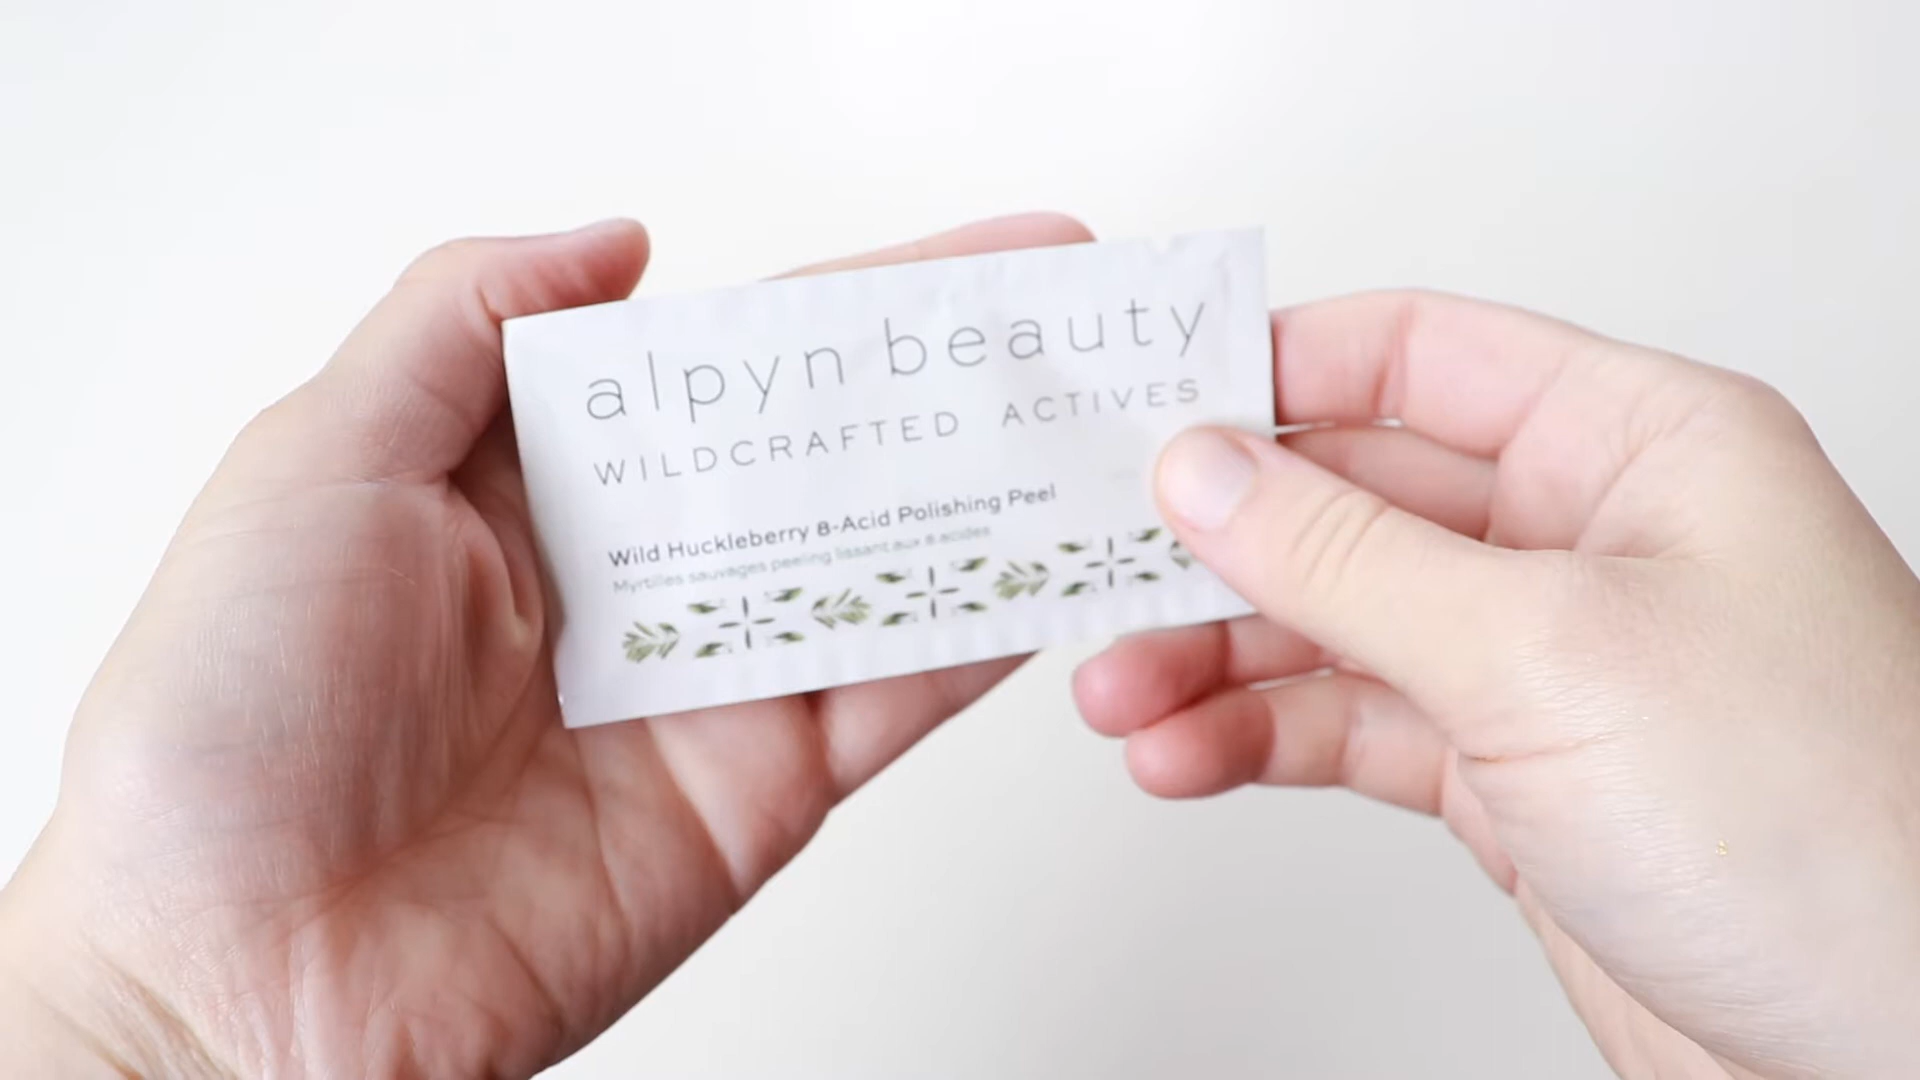 alpyn beauty
WILDCRAFTED ACTIVES
Wild Huckleberry 8-Acid Polishing Peel
Myrtilles sauvages peeling lissant aux 8 acides